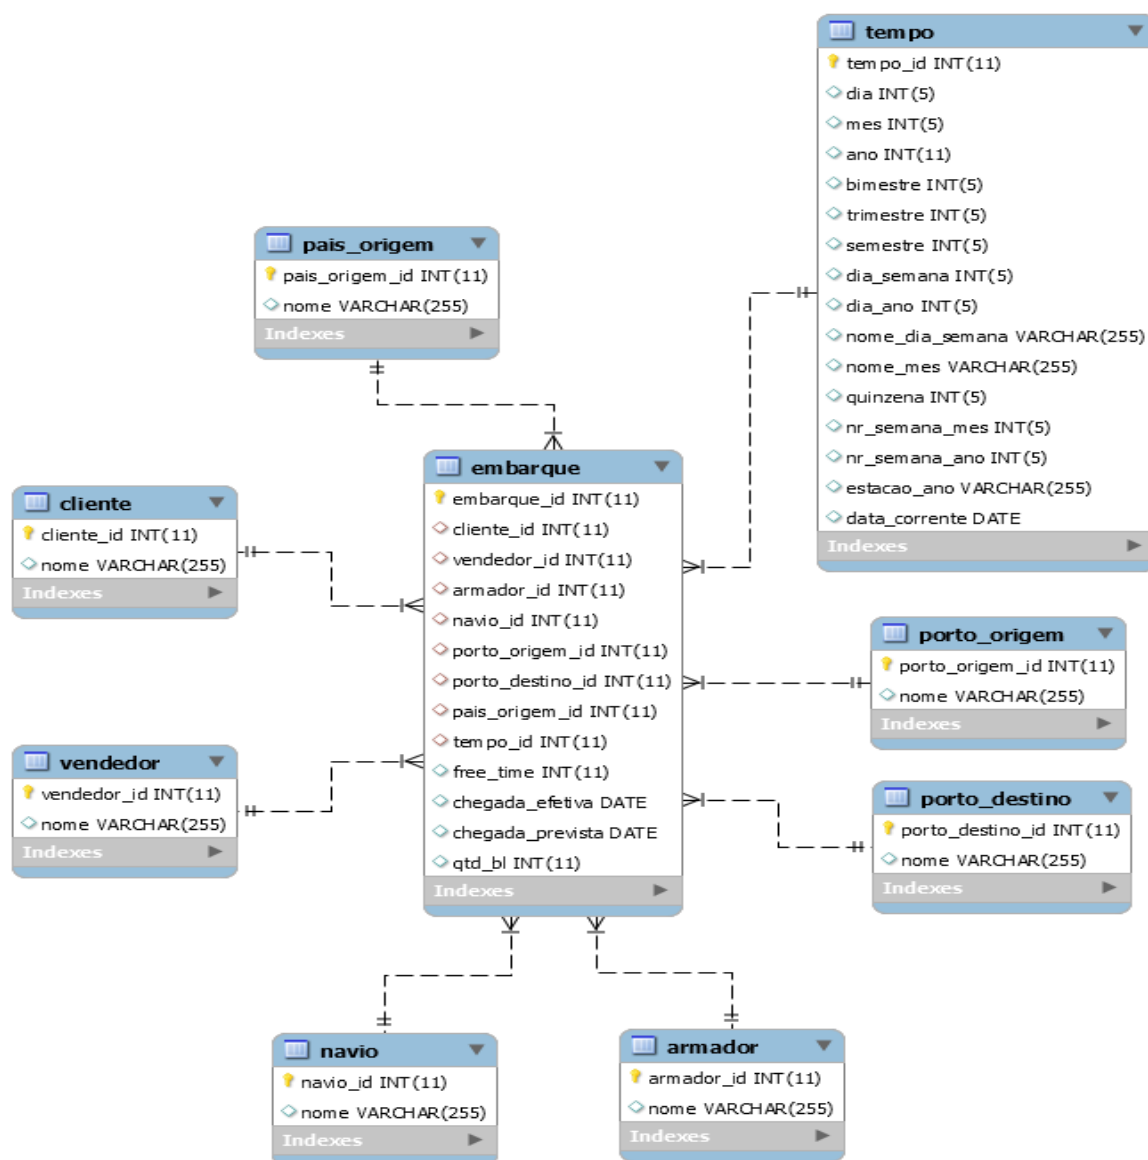 tempo
tempo_id INT(11)
dia INT(5)
mes INT(5)
ano INT(11)
bimestre INT(5)
trimestre INT(5)
semestre INT(5)
dia_semana INT(5)
dia_ano INT(5)
nome_dia_semana VARCHAR(255)
nome_mes VARCHAR(255)
quinzena INT(5)
nr_semana_mes INT(5)
nr_semana_ano INT(5)
estacao_ano VARCHAR(255)
data_corrente DATE
Indexes
pais_origem
pais_origem_id INT(11)
nome VARCHAR(255)
Indexes
embarque
embarque_id INT(11)
cliente_id INT(11)
vendedor_id INT(11)
armador_id INT(11)
navio_id INT(11)
porto_origem_id INT(11)
porto_destino_id INT(11)
pais_origem_id INT(11)
tempo_id INT(11)
free_time INT(11)
chegada_efetiva DATE
chegada_prevista DATE
qtd_bl INT(11)
Indexes
cliente
cliente_id INT(11)
nome VARCHAR(255)
Indexes
porto_origem
porto_origem_id INT(11)
nome VARCHAR(255)
Indexes
vendedor
vendedor_id INT(11)
nome VARCHAR(255)
Indexes
porto_destino
porto_destino_id INT(11)
nome VARCHAR(255)
Indexes
navio
navio_id INT(11)
nome VARCHAR(255)
Indexes
armador
armador_id INT(11)
nome VARCHAR(255)
Indexes